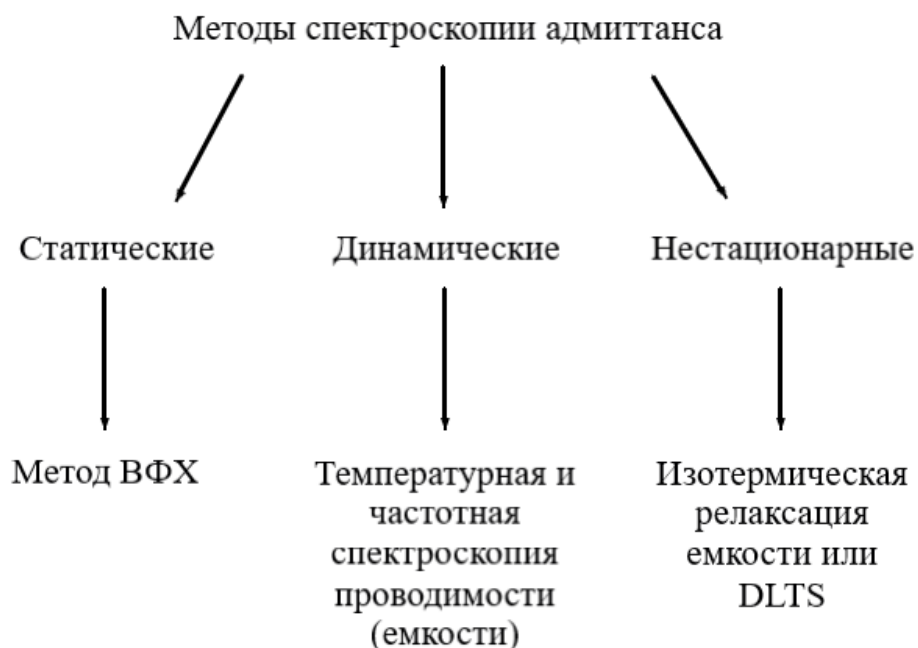 Методы спектроскопии адмиттанса
Статические
Динамические
Нестационарные
Метод ВФХ
Температурная и
частотная
спектроскопия
проводимости
(емкости)
Изотермическая
релаксация
емкости или
DLTS